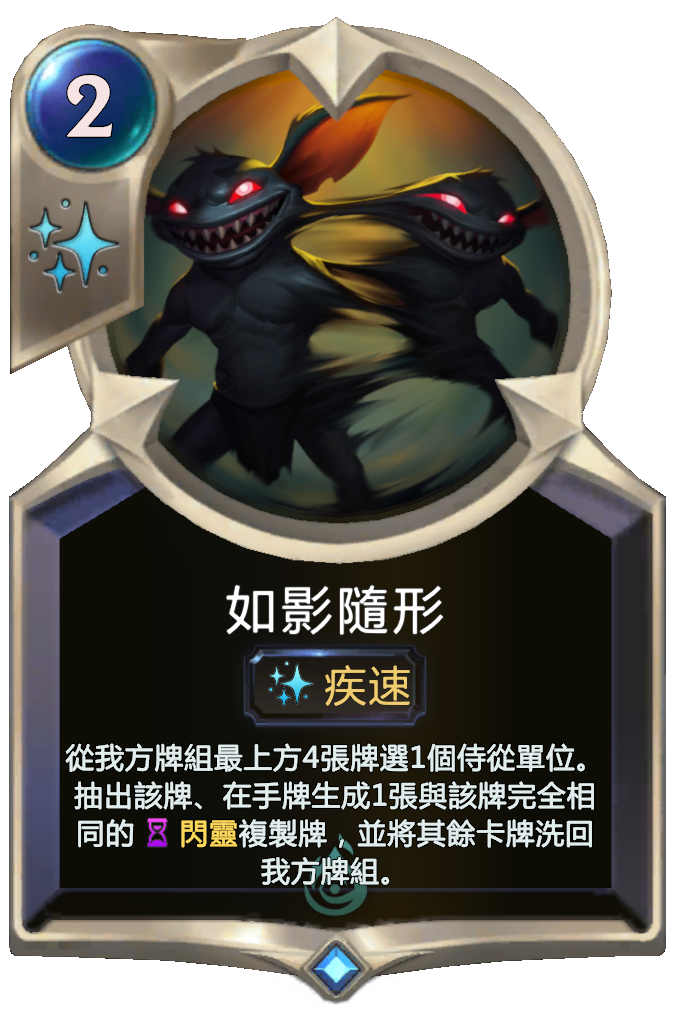 2
如影隨形
疾速
從我方牌組最上方4張牌選1個侍從單位。
抽出該牌、在手牌生成1張與該牌完全相
同的 閃靈複製牌，並將其餘卡牌洗回
我方牌組。